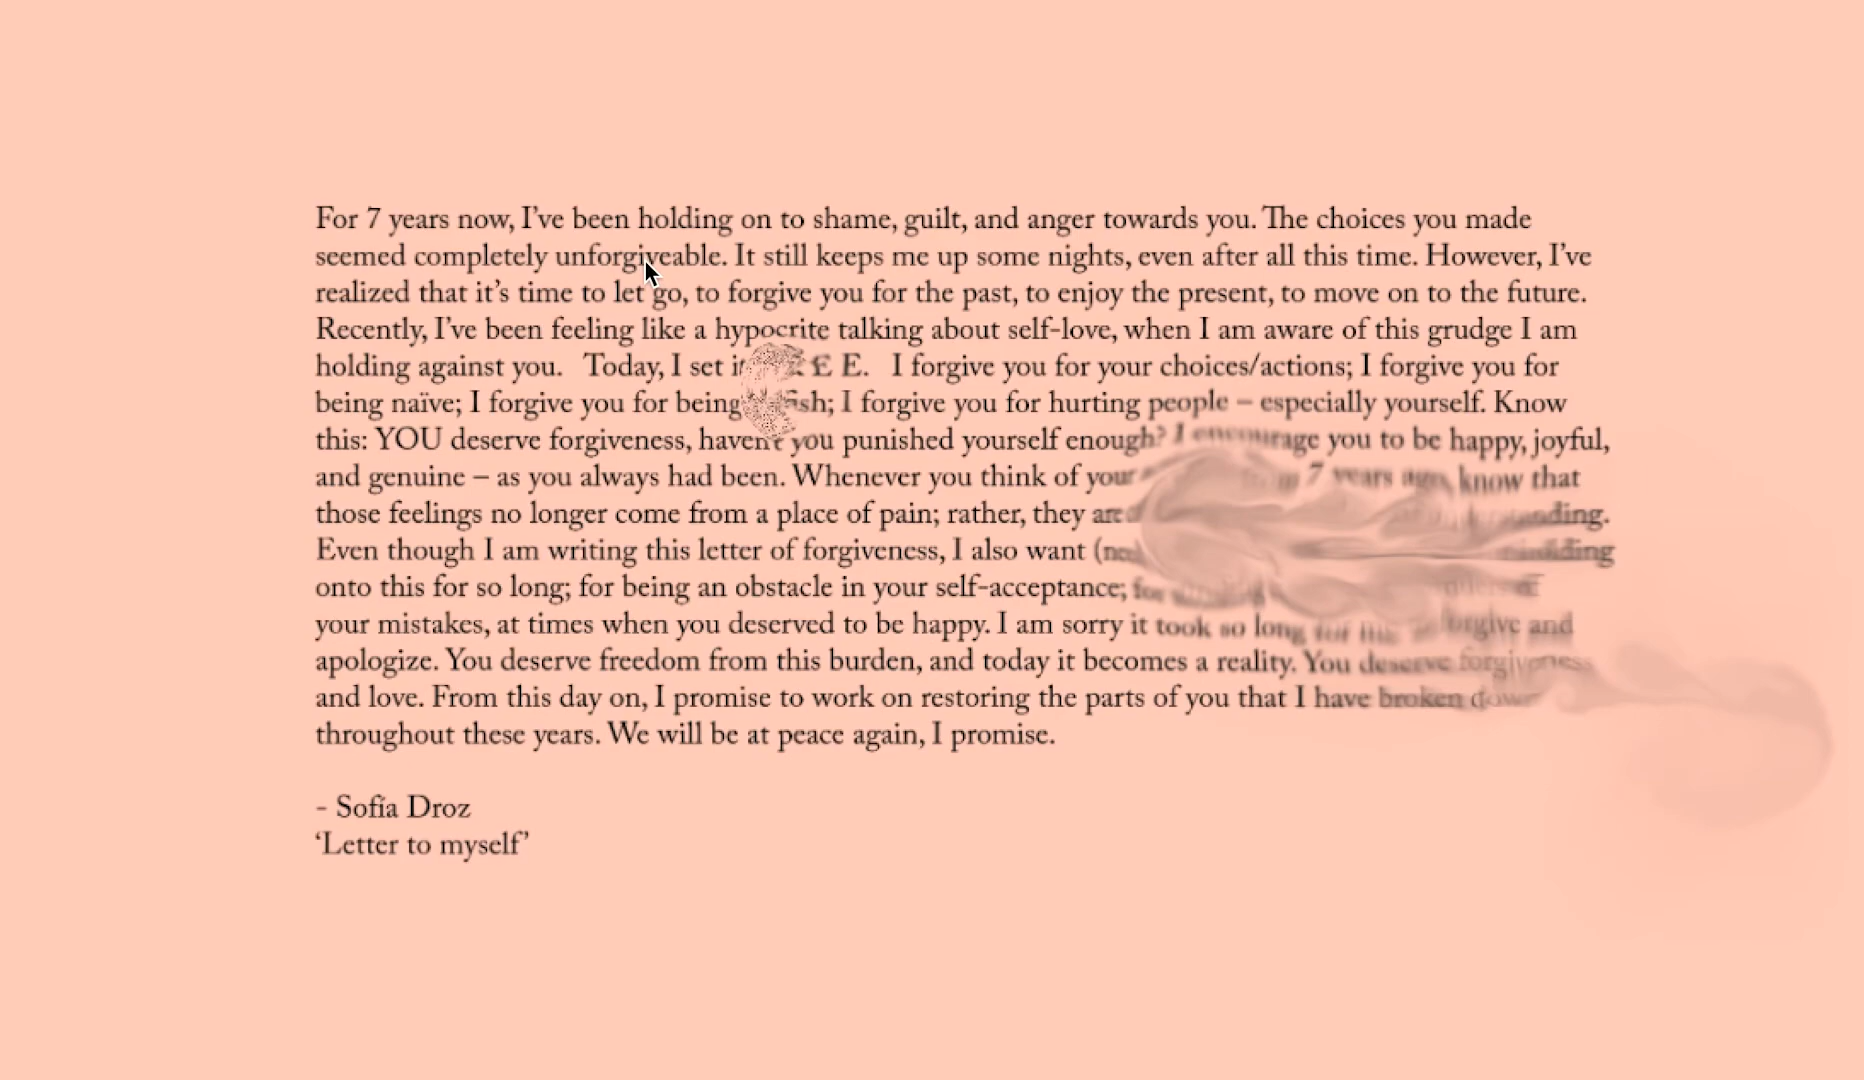 For 7 years now, I’ve been holding on to shame, guilt, and anger towards you. The choices you made
seemed completely unforgiveable. It still keeps me up some nights, even after all this time. However, I’ve
realized that it’s time to let go, to forgive you for the past, to enjoy the present, to move on to the future.
Recently, I’ve been feeling like a hypocrite talking about self-love, when I am aware of this grudge I am
holding against you.   Today, I set it E E.   I forgive you for your choices/actions; I forgive you for
being naïve; I forgive you for being I forgive you for hurting people – especially yourself. Know
this: YOU deserve forgiveness, haven’t you punished yourself enough? I encourage you to be happy, joyful,
and genuine – as you always had been. Whenever you think of your 7 years ago, know that
those feelings no longer come from a place of pain; rather, they are
Even though I am writing this letter of forgiveness, I also want
onto this for so long; for being an obstacle in your self-acceptance; for
your mistakes, at times when you deserved to be happy. I am sorry it took so long for me forgive and
apologize. You deserve freedom from this burden, and today it becomes a reality. You deserve forgiveness
and love. From this day on, I promise to work on restoring the parts of you that I have broken down
throughout these years. We will be at peace again, I promise.
- Sofía Droz
‘Letter to myself’